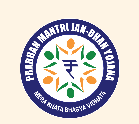 PRADHAN MANTRI JAN-DHAN YOJANA
₹
MERA KHATA BHAGYA VIDHATA